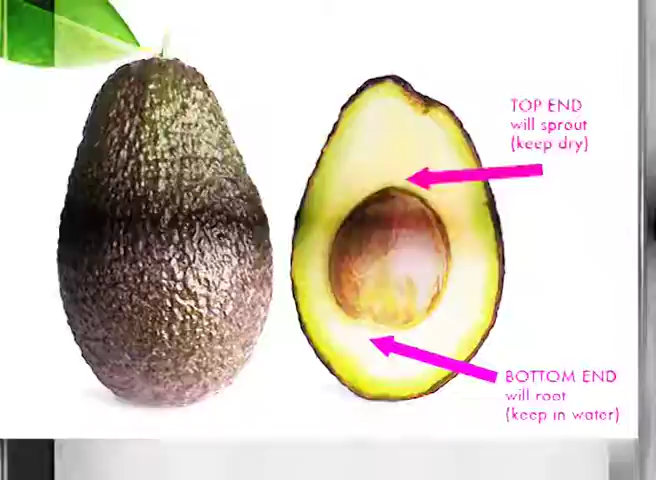 TOP END
will sprout
(keep dry)
BOTTOM END
will root
(keep in water)